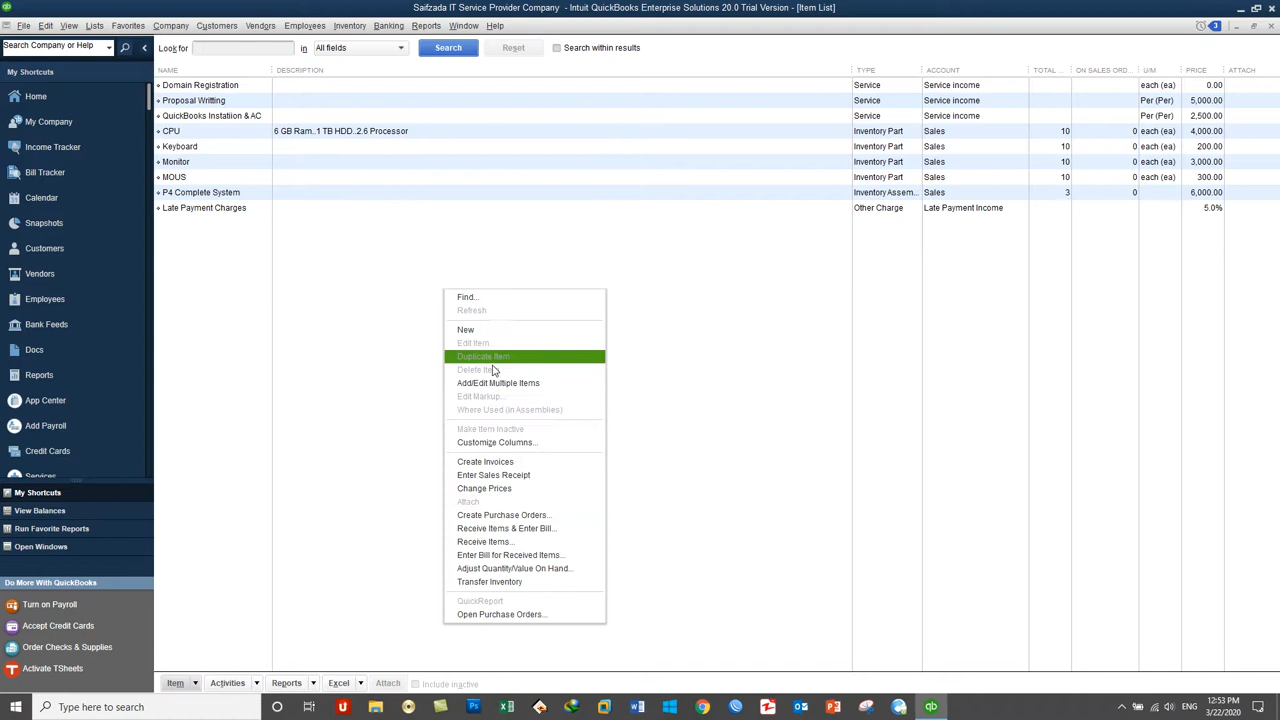 Saifzada IT Service Provider Company - Intuit QuickBooks Enterprise Solutions 20.0 Trial Version - [Item List]
File Edit View Lists Favorites Company Customers Vendors Employees Inventory Banking Reports Window Help 3
Search Company or Help
Look for in All fields Search Reset Search within results
My Shortcuts
NAME DESCRIPTION TYPE ACCOUNT TOTAL ... ON SALES ORD... U/M PRICE ATTACH
Domain Registration Service Service income each (ea) 0.00
Proposal Writting Service Service income Per (Per) 5,000.00
QuickBooks Instatiion & AC Service Service income Per (Per) 2,500.00
CPU 6 GB Ram..1 TB HDD..2.6 Processor Inventory Part Sales 10 0 each (ea) 4,000.00
Keyboard Inventory Part Sales 10 0 each (ea) 200.00
Monitor Inventory Part Sales 10 0 each (ea) 3,000.00
MOUS Inventory Part Sales 10 0 each (ea) 300.00
P4 Complete System Inventory Assem... Sales 3 0 6,000.00
Late Payment Charges Other Charge Late Payment Income 5.0%
Home
My Company
Income Tracker
Bill Tracker
Calendar
Snapshots
Customers
Vendors
Employees
Bank Feeds
Docs
Reports
App Center
Add Payroll
Credit Cards
Services
My Shortcuts
View Balances
Run Favorite Reports
Open Windows
Do More With QuickBooks
Turn on Payroll
Accept Credit Cards
Order Checks & Supplies
Activate TSheets
Find...
Refresh
New
Edit Item
Duplicate Item
Delete Item
Add/Edit Multiple Items
Edit Markup...
Where Used (in Assemblies)
Make Item Inactive
Customize Columns...
Create Invoices
Enter Sales Receipt
Change Prices
Attach
Create Purchase Orders...
Receive Items & Enter Bill...
Receive Items...
Enter Bill for Received Items...
Adjust Quantity/Value On Hand...
Transfer Inventory
QuickReport
Open Purchase Orders...
Item Activities Reports Excel Attach Include inactive
Type here to search
12:53 PM
3/22/2020